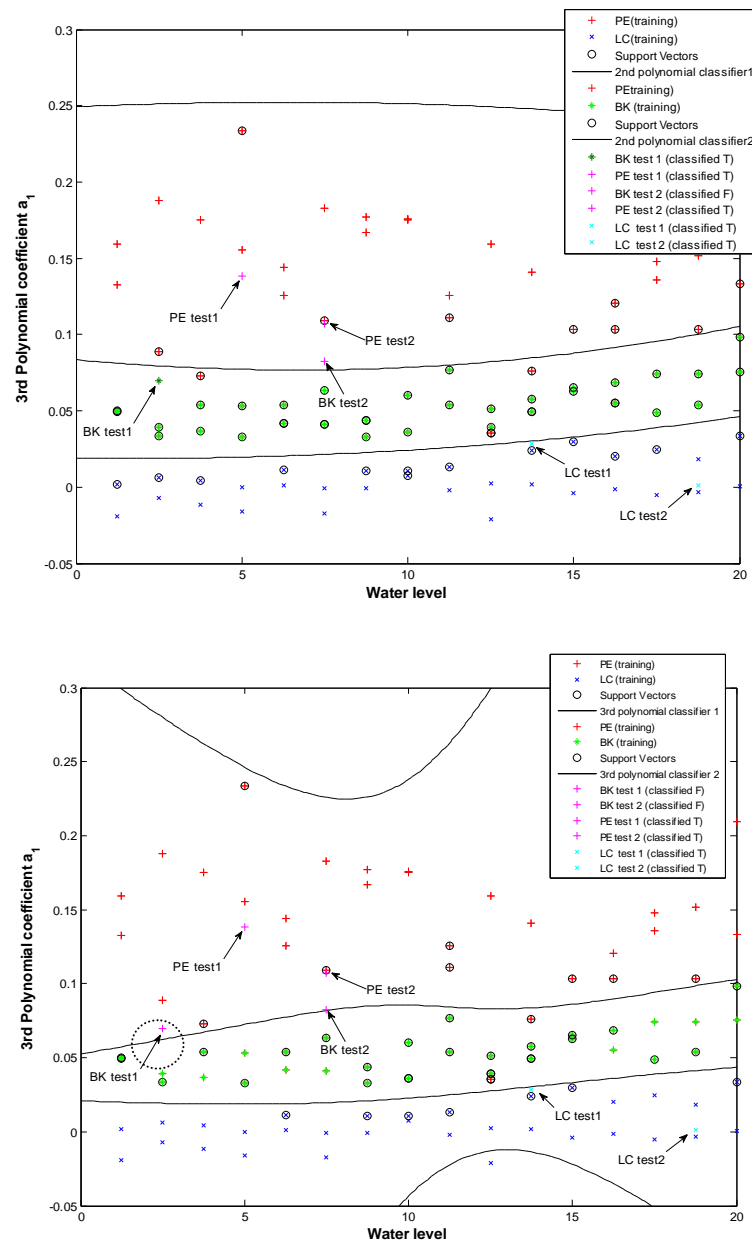 0.3
0.25
0.2
0.15
0.1
0.05
0
-0.05
3rd Polynomial coefficient a1
0
5
10
15
20
Water level
PE(training)
LC(training)
Support Vectors
2nd polynomial classifier1
PEtraining)
BK (training)
Support Vectors
2nd polynomial classifier2
BK test 1 (classified T)
PE test 1 (classified T)
BK test 2 (classified F)
PE test 2 (classified T)
LC test 1 (classified T)
LC test 2 (classified T)
PE test1
PE test2
BK test2
BK test1
LC test1
LC test2
0.3
0.25
0.2
0.15
0.1
0.05
0
-0.05
3rd Polynomial coefficient a1
0
5
10
15
20
Water level
PE (training)
LC (training)
Support Vectors
3rd polynomial classifier 1
PE (training)
BK (training)
Support Vectors
3rd polynomial classifier 2
BK test 1 (classified F)
BK test 2 (classified F)
PE test 1 (classified T)
PE test 2 (classified T)
LC test 1 (classified T)
LC test 2 (classified T)
PE test1
PE test2
BK test2
BK test1
LC test1
LC test2